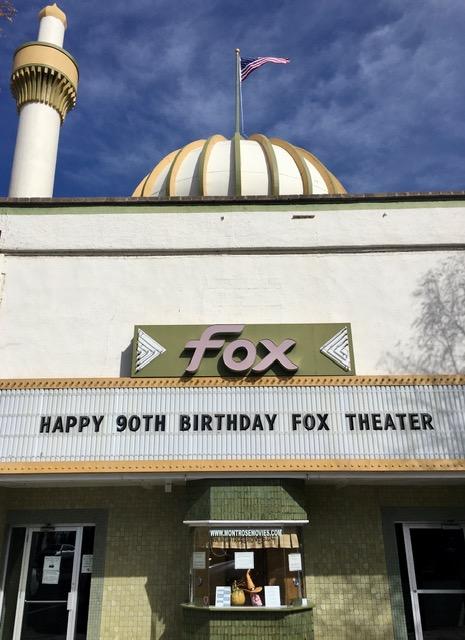 fox
HAPPY 90TH BIRTHDAY FOX THEATER
WWW.MONTROSEMOVIES.COM